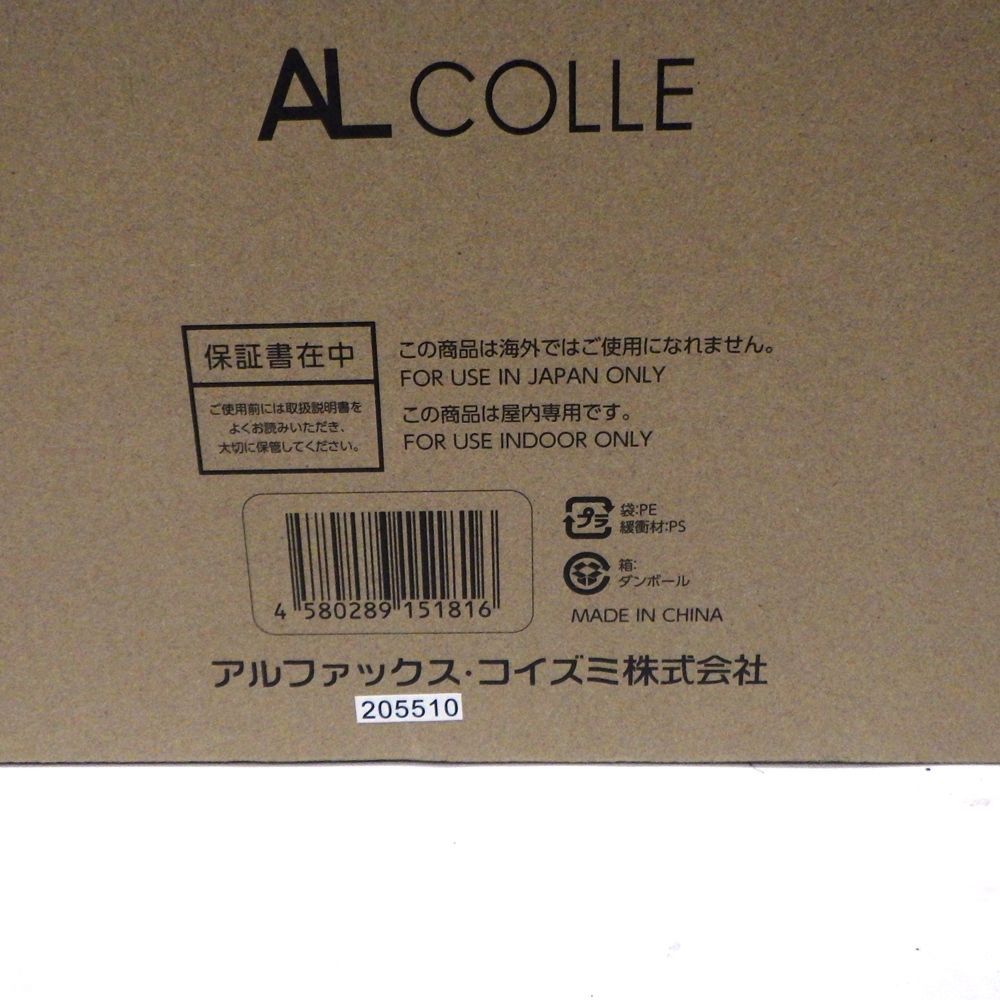 AL COLLE
保証書在中
ご使用前には取扱説明書を
よくお読みいただき、
大切に保管してください。
この商品は海外ではご使用になれません。
FOR USE IN JAPAN ONLY
この商品は屋内専用です。
FOR USE INDOOR ONLY
4 580289 151816
プラ
袋:PE
緩衝材:PS
箱:
ダンボール
MADE IN CHINA
アルファックス・コイズミ株式会社
205510